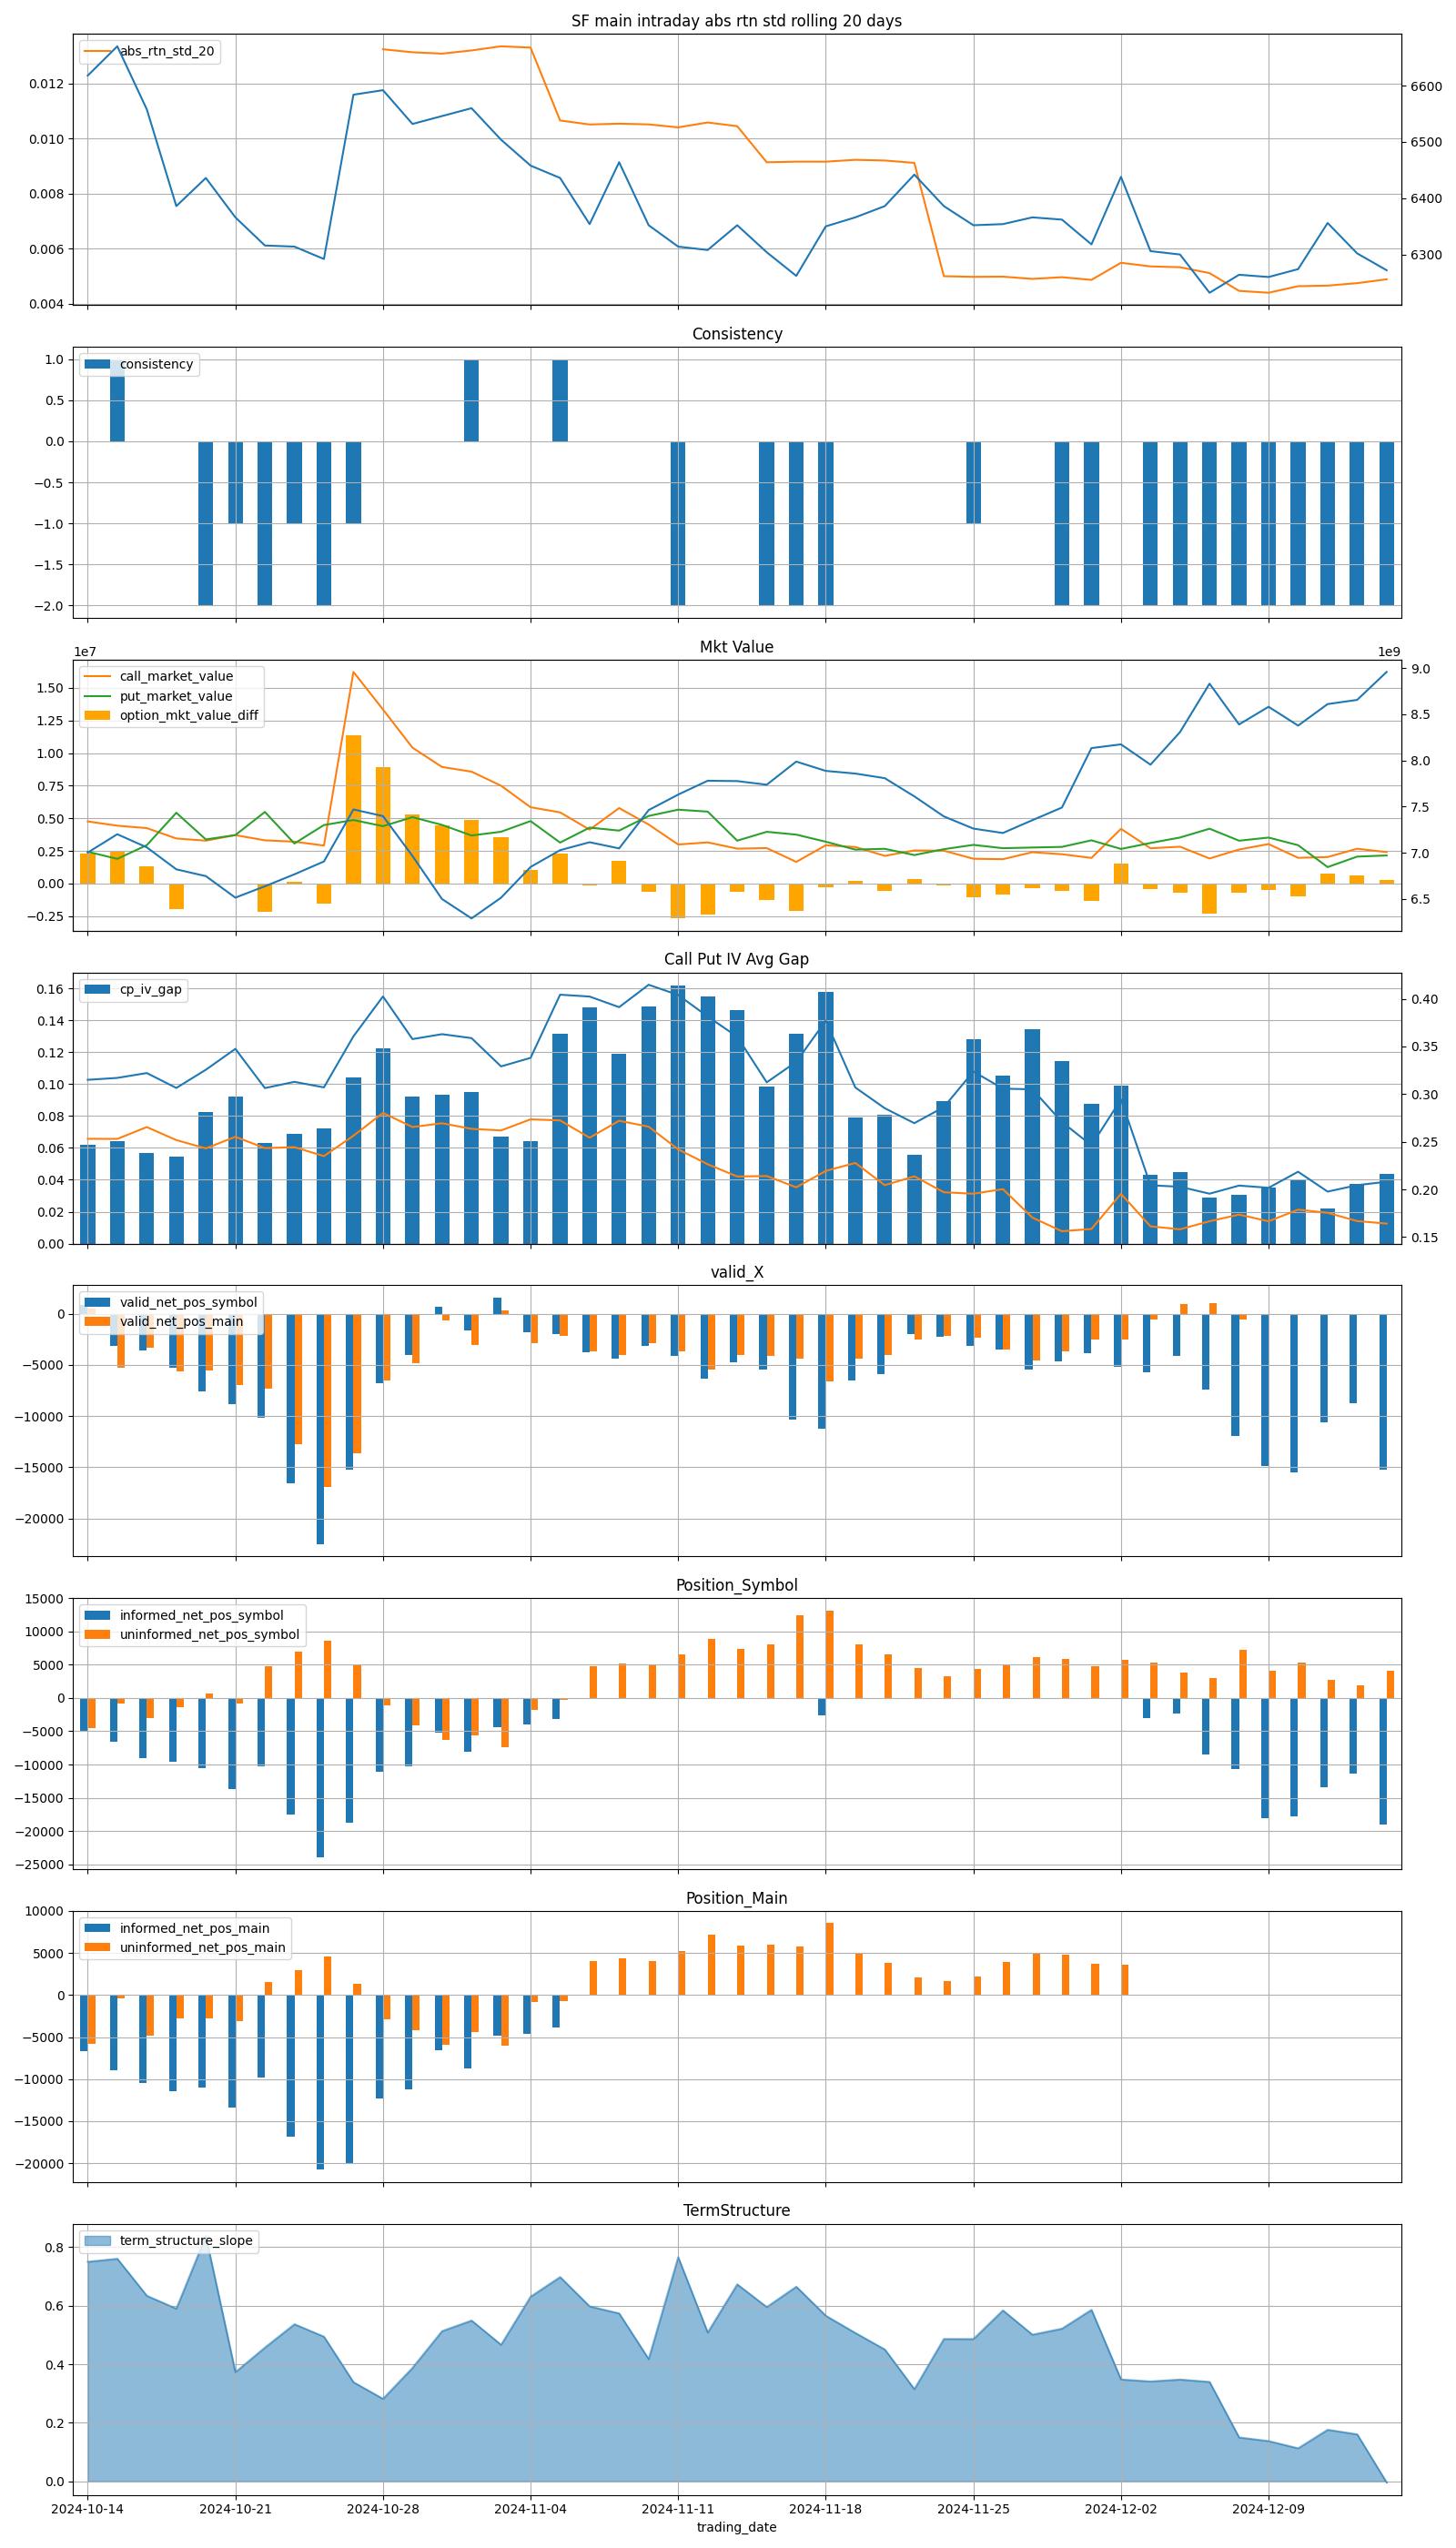 SF main intraday abs rtn std rolling 20 days
abs_rtn_std_20
0.012
0.010
0.008
0.006
0.004
6600
6500
6400
6300
Consistency
consistency
1.0
0.5
0.0
−0.5
−1.0
−1.5
−2.0
Mkt Value
1e7
1e9
call_market_value
put_market_value
option_mkt_value_diff
1.50
1.25
1.00
0.75
0.50
0.25
0.00
−0.25
9.0
8.5
8.0
7.5
7.0
6.5
Call Put IV Avg Gap
cp_iv_gap
0.16
0.14
0.12
0.10
0.08
0.06
0.04
0.02
0.00
0.40
0.35
0.30
0.25
0.20
0.15
valid_X
valid_net_pos_symbol
valid_net_pos_main
0
−5000
−10000
−15000
−20000
Position_Symbol
informed_net_pos_symbol
uninformed_net_pos_symbol
15000
10000
5000
0
−5000
−10000
−15000
−20000
−25000
Position_Main
informed_net_pos_main
uninformed_net_pos_main
10000
5000
0
−5000
−10000
−15000
−20000
TermStructure
term_structure_slope
0.8
0.6
0.4
0.2
0.0
2024-10-14 2024-10-21 2024-10-28 2024-11-04 2024-11-11 2024-11-18 2024-11-25 2024-12-02 2024-12-09
trading_date